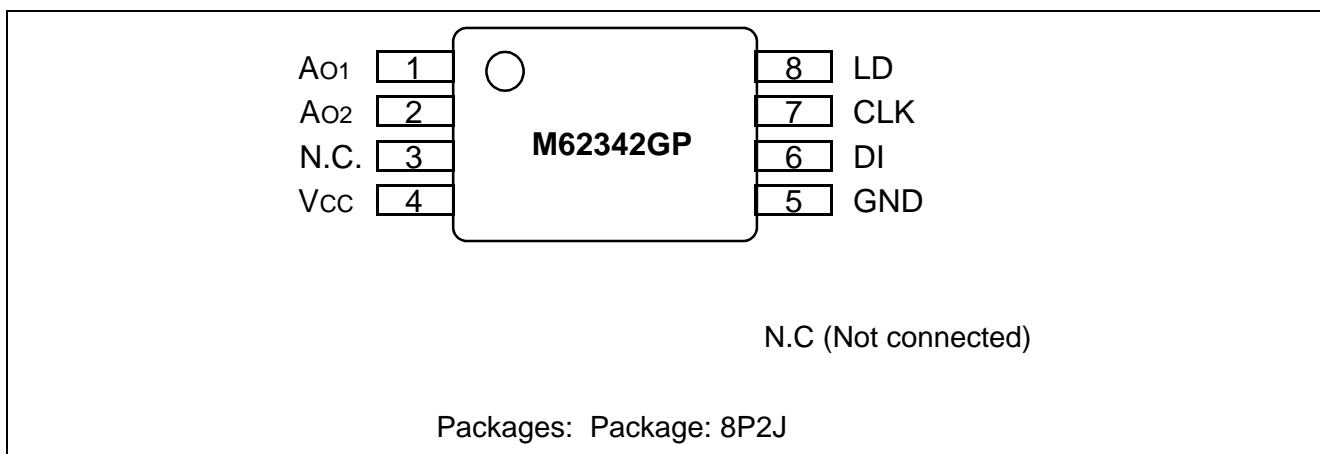 AO1 1 8 LD
AO2 2 7 CLK
N.C. 3 M62342GP 6 DI
VCC 4 5 GND
N.C (Not connected)
Packages: Package: 8P2J